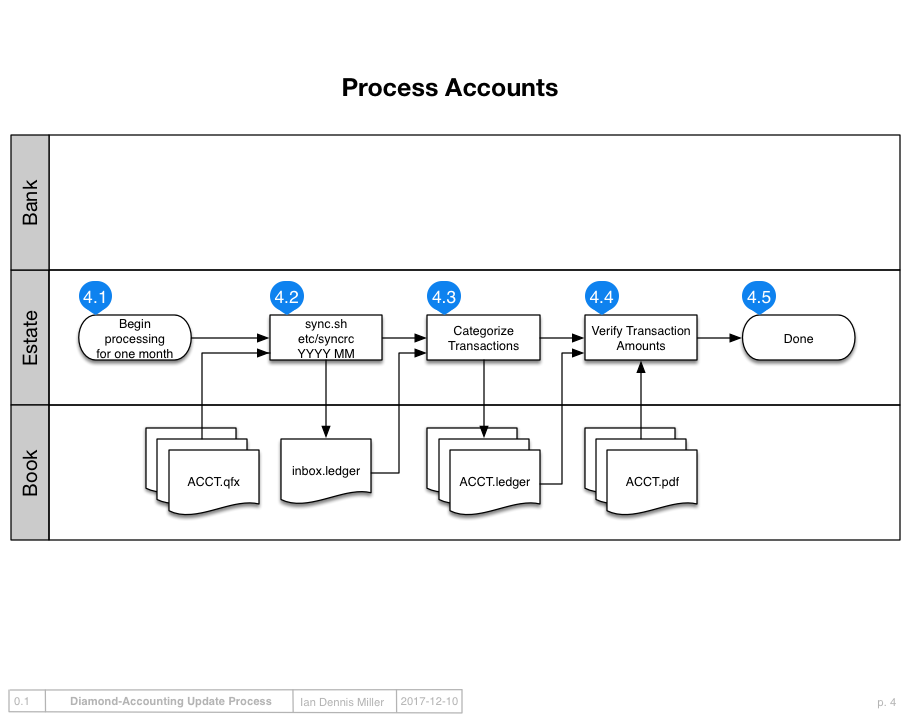 Process Accounts
Bank
Estate
Book
4.1
Begin
processing
for one month
4.2
sync.sh
etc/syncrc
YYYY MM
4.3
Categorize
Transactions
4.4
Verify Transaction
Amounts
4.5
Done
ACCT.qfx
inbox.ledger
ACCT.ledger
ACCT.pdf
0.1
Diamond-Accounting Update Process
Ian Dennis Miller
2017-12-10
p. 4